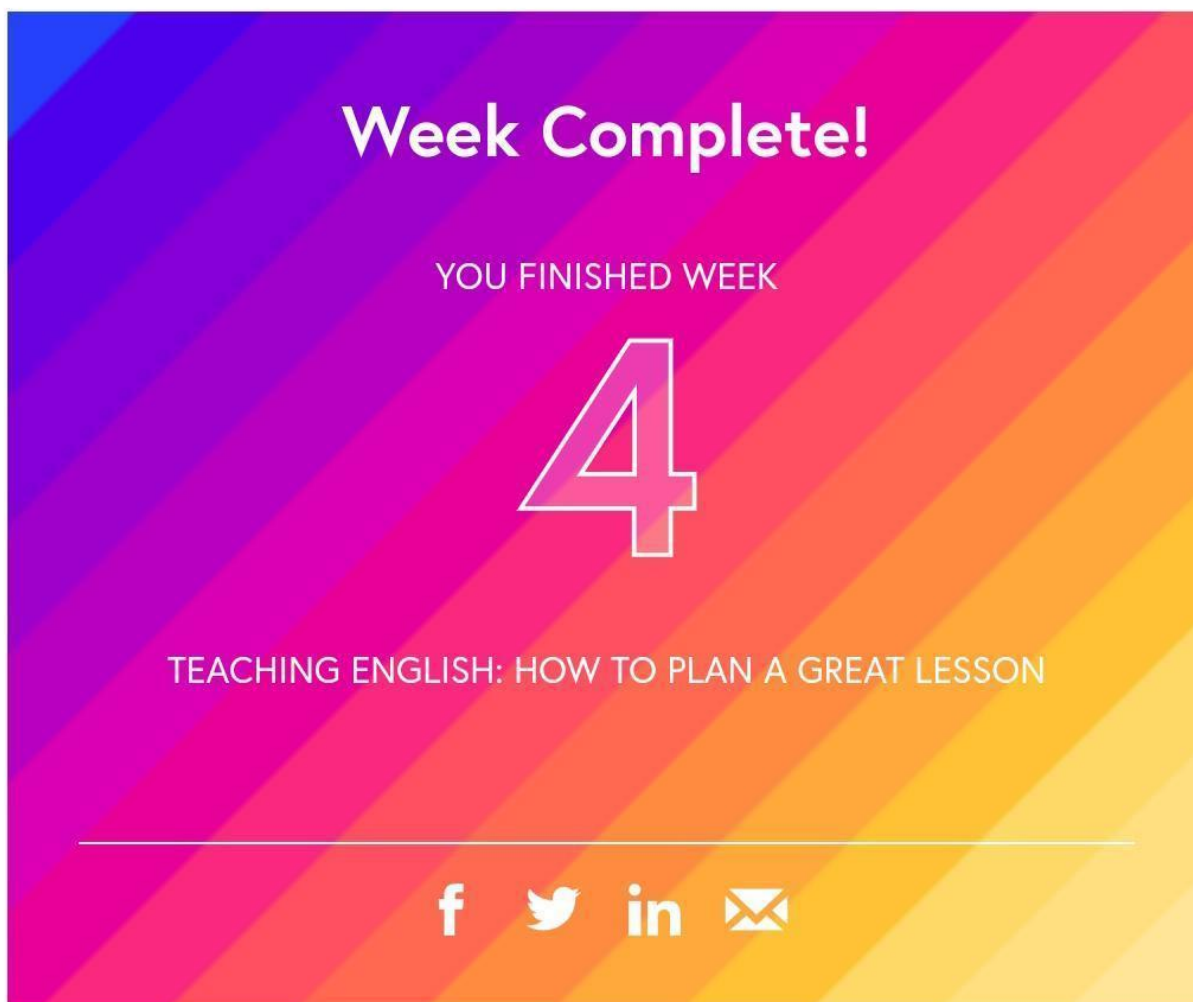 Week Complete!
YOU FINISHED WEEK
4
TEACHING ENGLISH: HOW TO PLAN A GREAT LESSON